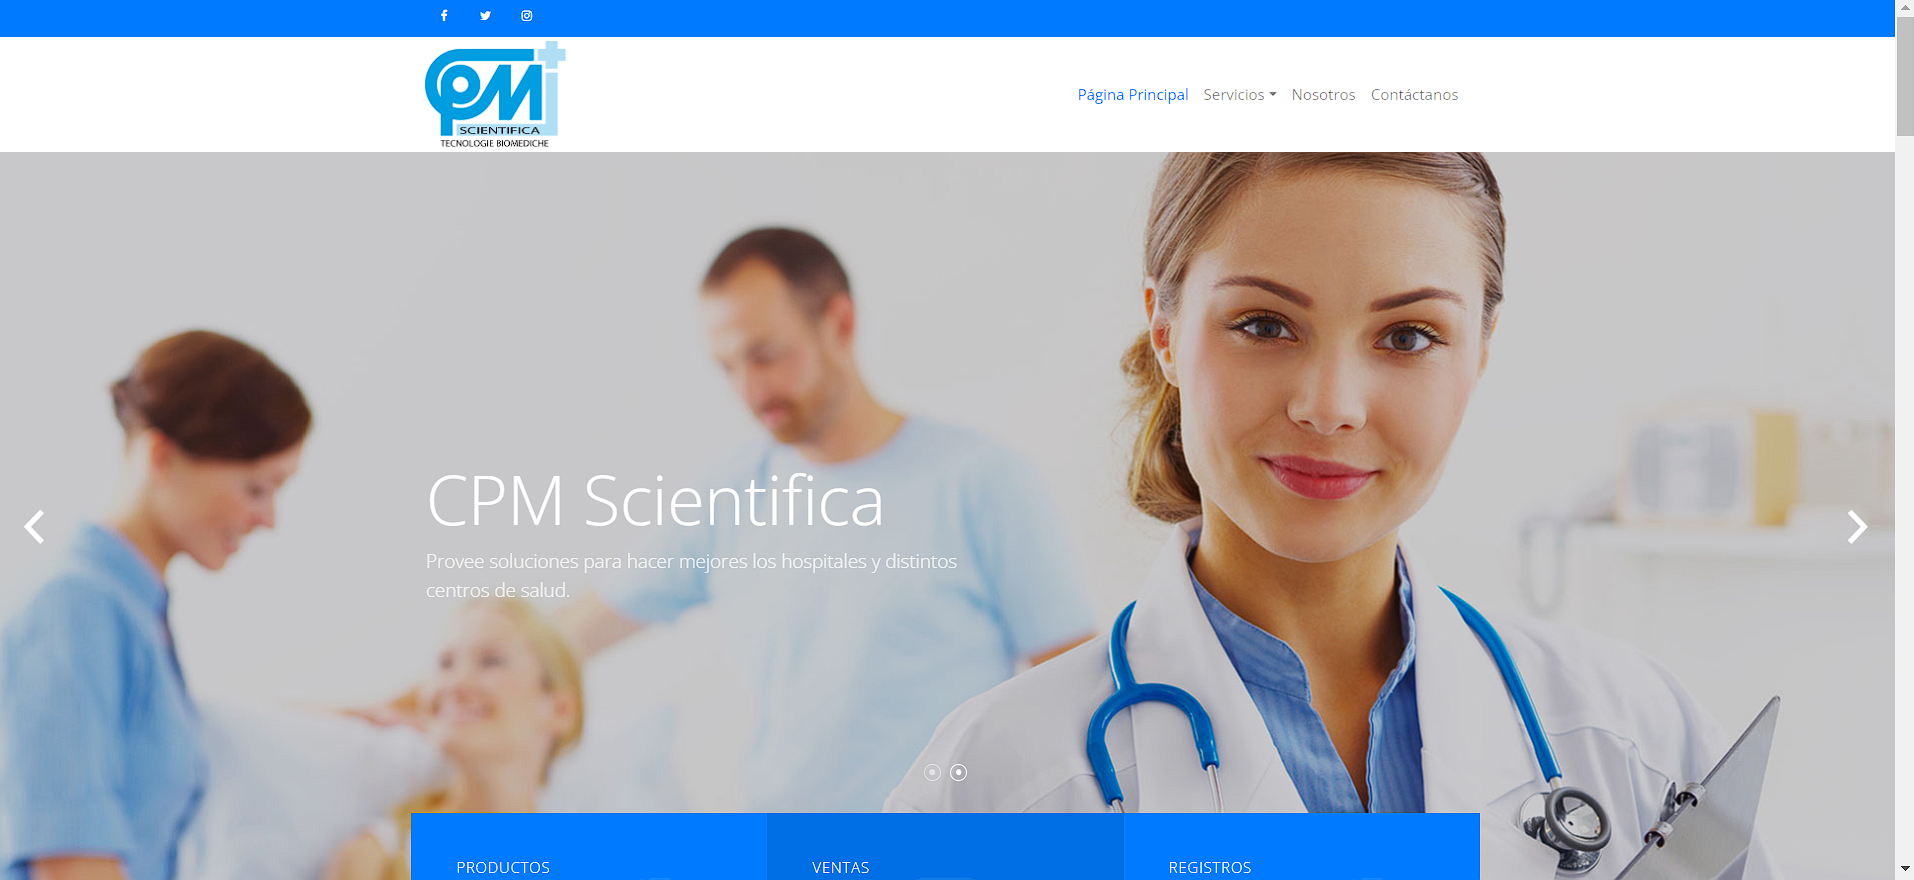 CPM
SCIENTIFICA
TECNOLOGIE BIOMEDICHE
Página Principal
Servicios
Nosotros
Contáctanos
CPM Scientifica
Provee soluciones para hacer mejores los hospitales y distintos
centros de salud.
PRODUCTOS
VENTAS
REGISTROS